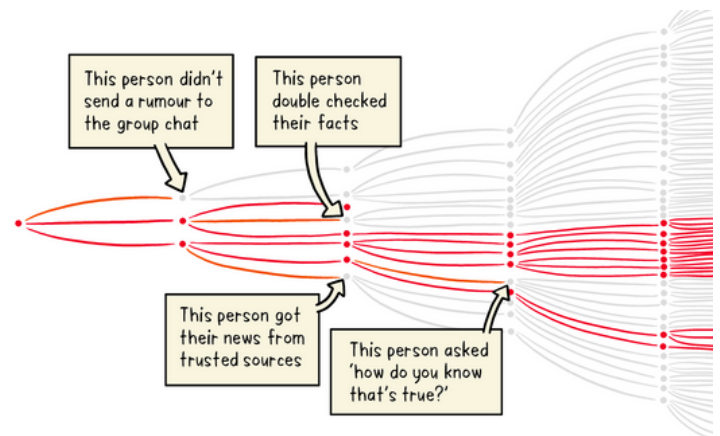 This person didn't
send a rumour to
the group chat
This person
double checked
their facts
This person got
their news from
trusted sources
This person asked
'how do you know
that's true?'